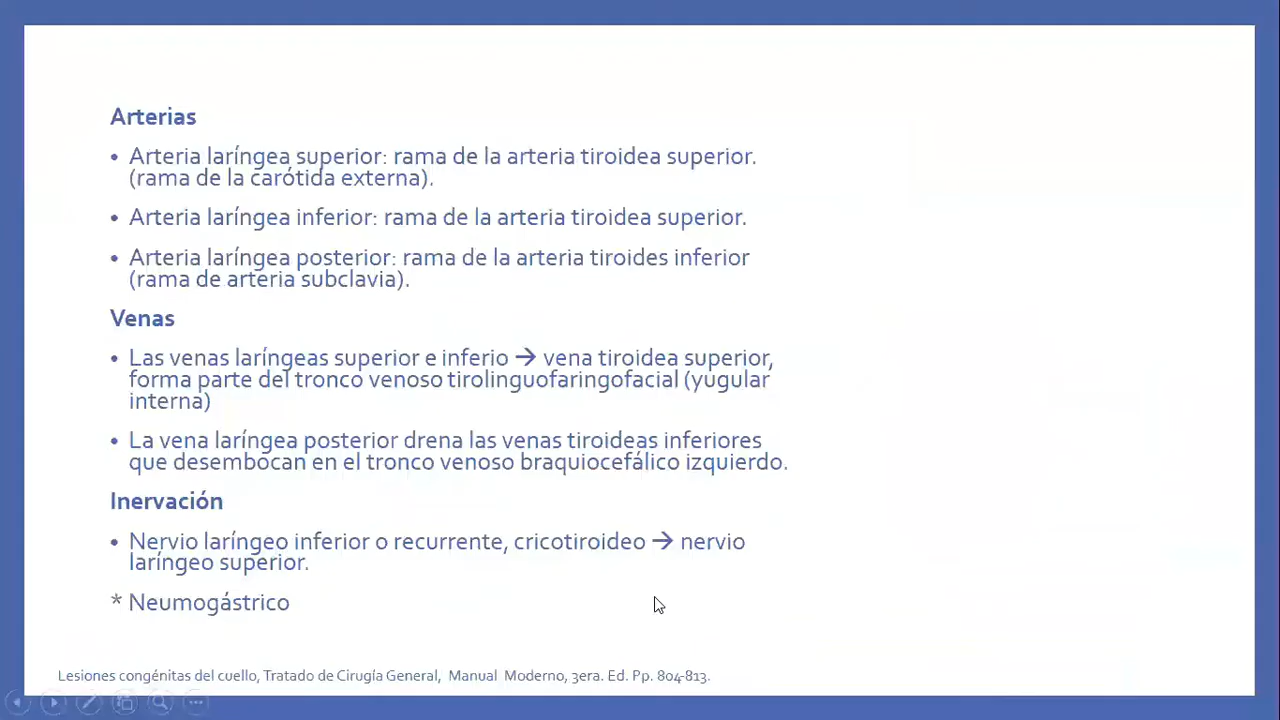 Arterias
• Arteria laríngea superior: rama de la arteria tiroidea superior.
(rama de la carótida externa).
• Arteria laríngea inferior: rama de la arteria tiroidea superior.
• Arteria laríngea posterior: rama de la arteria tiroides inferior
(rama de arteria subclavia).
Venas
• Las venas laríngeas superior e inferio → vena tiroidea superior,
forma parte del tronco venoso tirolinguofaringofacial (yugular
interna)
• La vena laríngea posterior drena las venas tiroideas inferiores
que desembocan en el tronco venoso braquiocefálico izquierdo.
Inervación
• Nervio laríngeo inferior o recurrente, cricotiroideo → nervio
laríngeo superior.
* Neumogástrico
Lesiones congénitas del cuello, Tratado de Cirugía General, Manual Moderno, 3era. Ed. Pp. 804-813.